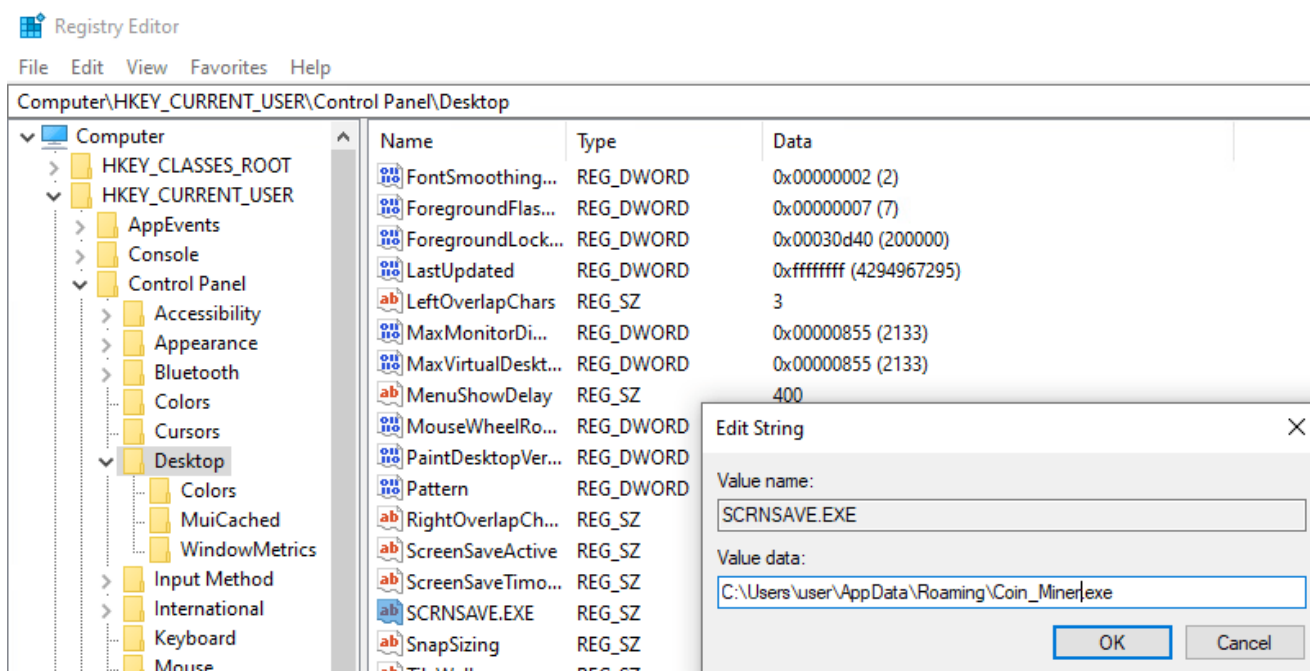 Registry Editor
File Edit View Favorites Help
Computer\HKEY_CURRENT_USER\Control Panel\Desktop
Computer
HKEY_CLASSES_ROOT
HKEY_CURRENT_USER
AppEvents
Console
Control Panel
Accessibility
Appearance
Bluetooth
Colors
Cursors
Desktop
Colors
MuiCached
WindowMetrics
Input Method
International
Keyboard
Mouse
Name Type Data
FontSmoothing... REG_DWORD 0x00000002 (2)
ForegroundFlas... REG_DWORD 0x00000007 (7)
ForegroundLock... REG_DWORD 0x00030d40 (200000)
LastUpdated REG_DWORD 0xffffffff (4294967295)
LeftOverlapChars REG_SZ 3
MaxMonitorDi... REG_DWORD 0x00000855 (2133)
MaxVirtualDeskt... REG_DWORD 0x00000855 (2133)
MenuShowDelay REG_SZ 400
MouseWheelRo... REG_DWORD
PaintDesktopVer... REG_DWORD
Pattern REG_DWORD
RightOverlapCh... REG_SZ
ScreenSaveActive REG_SZ
ScreenSaveTimo... REG_SZ
SCRNSAVE.EXE REG_SZ
SnapSizing REG_SZ
Edit String
Value name:
SCRNSAVE.EXE
Value data:
C:\Users\user\AppData\Roaming\Coin_Miner.exe
OK Cancel